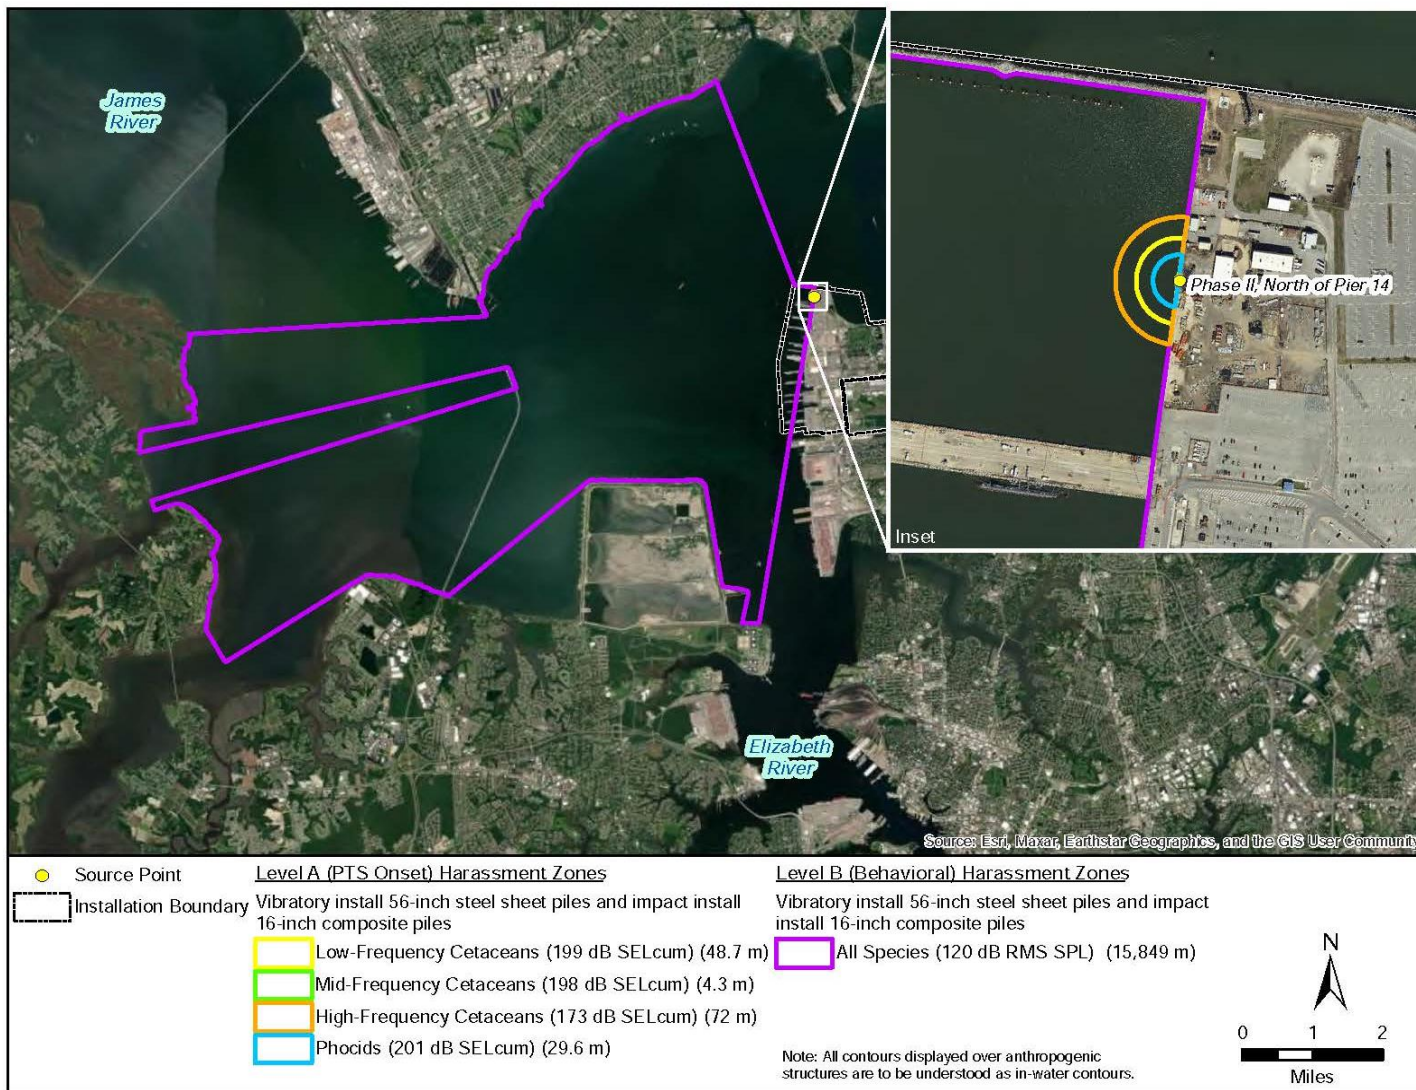 James
River
Phase II, North of Pier 14
Inset
Elizabeth
River
Source: Esri, Maxar, Earthstar Geographics, and the GIS User Community
Source Point
Installation Boundary
Level A (PTS Onset) Harassment Zones
Vibratory install 56-inch steel sheet piles and impact install
16-inch composite piles
Low-Frequency Cetaceans (199 dB SELcum) (48.7 m)
Mid-Frequency Cetaceans (198 dB SELcum) (4.3 m)
High-Frequency Cetaceans (173 dB SELcum) (72 m)
Phocids (201 dB SELcum) (29.6 m)
Level B (Behavioral) Harassment Zones
Vibratory install 56-inch steel sheet piles and impact
install 16-inch composite piles
All Species (120 dB RMS SPL) (15,849 m)
Note: All contours displayed over anthropogenic
structures are to be understood as in-water contours.
N
0 1 2
Miles